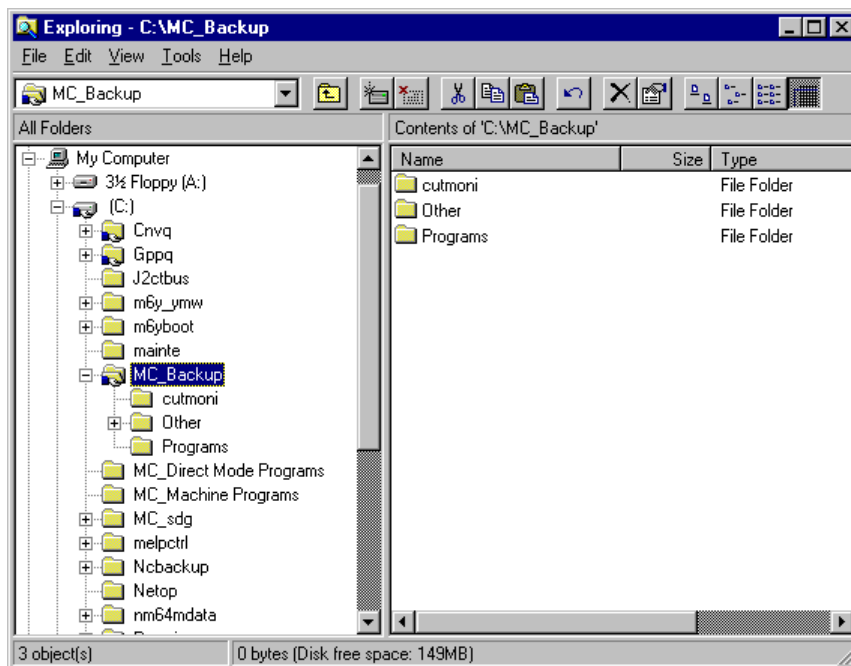 Exploring - C:\MC_Backup
File Edit View Tools Help
MC_Backup
All Folders
Contents of 'C:\MC_Backup'
My Computer
3½ Floppy (A:)
(C:)
Cnvq
Gppq
J2ctbus
m6y_ymw
m6yboot
mainte
MC_Backup
cutmoni
Other
Programs
MC_Direct Mode Programs
MC_Machine Programs
MC_sdg
melpctrl
Ncbackup
Netop
nm64mdata
Name Size Type
cutmoni File Folder
Other File Folder
Programs File Folder
3 object(s)
0 bytes (Disk free space: 149MB)